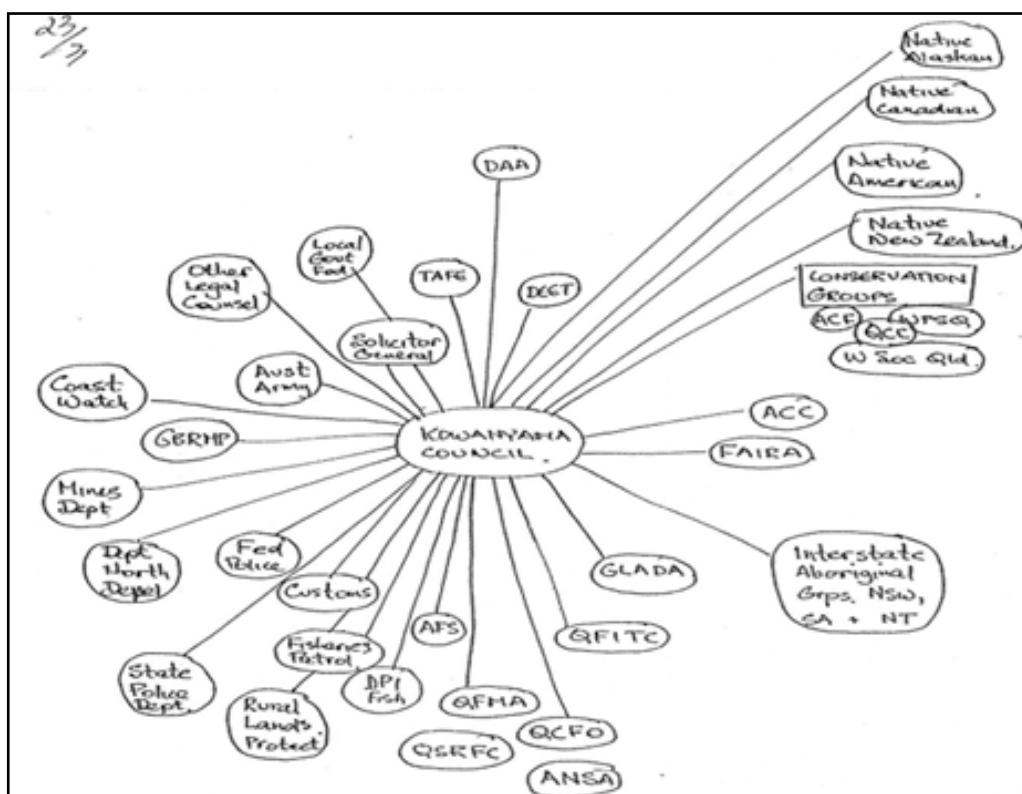 23/3
Native
Alaskan
Native
Canadian
Native
American
Native
New Zealand.
CONSERVATION
GROUPS
ACF
WPSQ
QCC
W Soc Qld.
DAA
Local
Govt
Fed.
TAFE
DEET
Other
Legal
Counsel
Solicitor
General
Aust
Army
Coast
Watch
GBRMP
KOWANYAMA
COUNCIL.
ACC
FAIRA
Mines
Dept
Dept
North
Fed
Police
Customs
GLADA
Interstate
Aboriginal
Grps. NSW,
SA + NT
AFS
QFITC
Fisheries
Patrol
State
Police
Dept.
DPI
Fish
Rural
Lands
Protect
QFMA
QSRFC
QCFO
ANSA